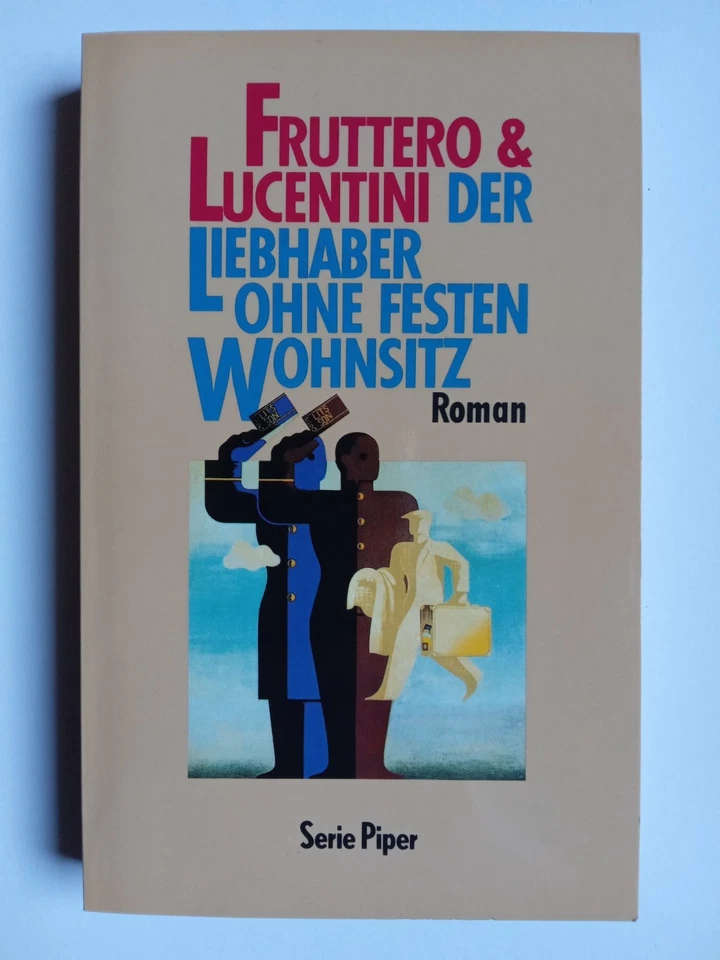 FRUTTERO &
LUCENTINI DER
LIEBHABER
OHNE FESTEN
WOHNSITZ
Roman
Serie Piper